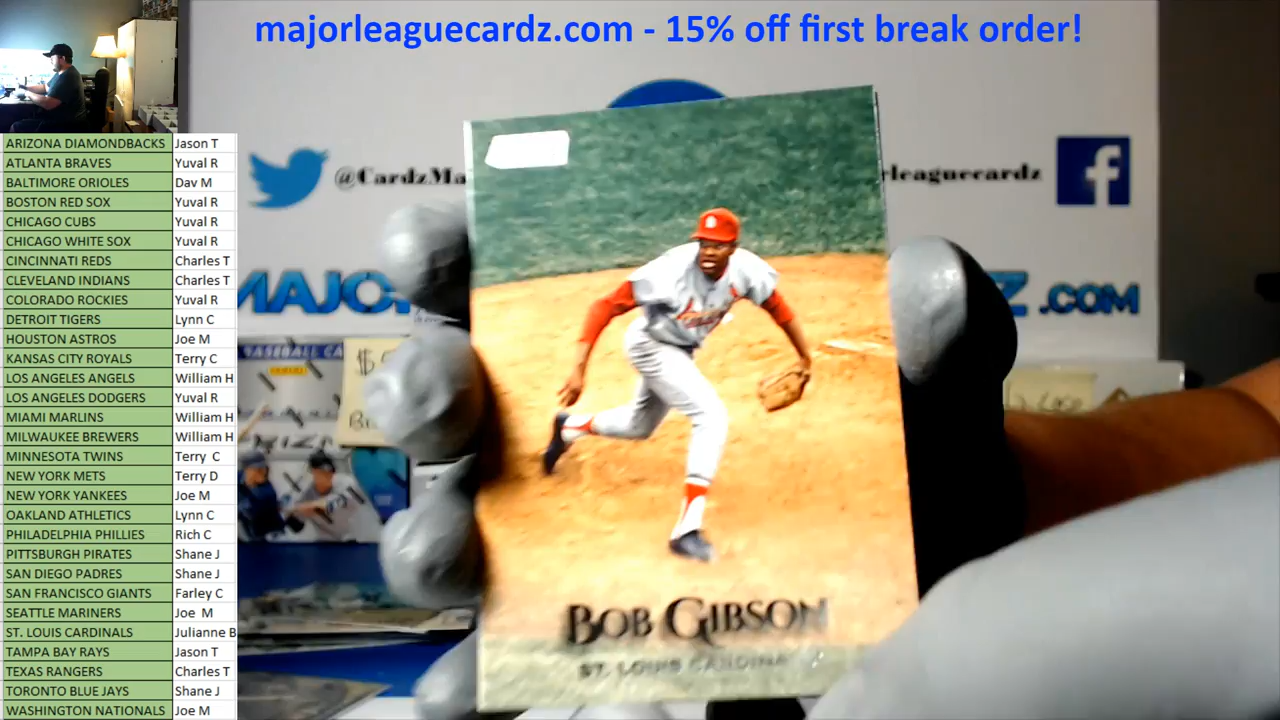 majorleaguecardz.com - 15% off first break order!
ARIZONA DIAMONDBACKS Jason T
ATLANTA BRAVES Yuval R
BALTIMORE ORIOLES Dav M
BOSTON RED SOX Yuval R
CHICAGO CUBS Yuval R
CHICAGO WHITE SOX Yuval R
CINCINNATI REDS Charles T
CLEVELAND INDIANS Charles T
COLORADO ROCKIES Yuval R
DETROIT TIGERS Lynn C
HOUSTON ASTROS Joe M
KANSAS CITY ROYALS Terry C
LOS ANGELES ANGELS William H
LOS ANGELES DODGERS Yuval R
MIAMI MARLINS William H
MILWAUKEE BREWERS William H
MINNESOTA TWINS Terry C
NEW YORK METS Terry D
NEW YORK YANKEES Joe M
OAKLAND ATHLETICS Lynn C
PHILADELPHIA PHILLIES Rich C
PITTSBURGH PIRATES Shane J
SAN DIEGO PADRES Shane J
SAN FRANCISCO GIANTS Farley C
SEATTLE MARINERS Joe M
ST. LOUIS CARDINALS Julianne B
TAMPA BAY RAYS Jason T
TEXAS RANGERS Charles T
TORONTO BLUE JAYS Shane J
WASHINGTON NATIONALS Joe M
@CardzMa
rleaguecardz
MAJOR
Z .COM
BASEBALL CA
BOB GIBSON
ST. LOUIS CARDINA